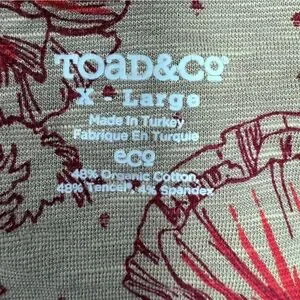 TOAD&CO
X - Large
Made In Turkey
Fabrique En Turquie
eco
48% Organic Cotton,
48% Tencel, 4% Spandex